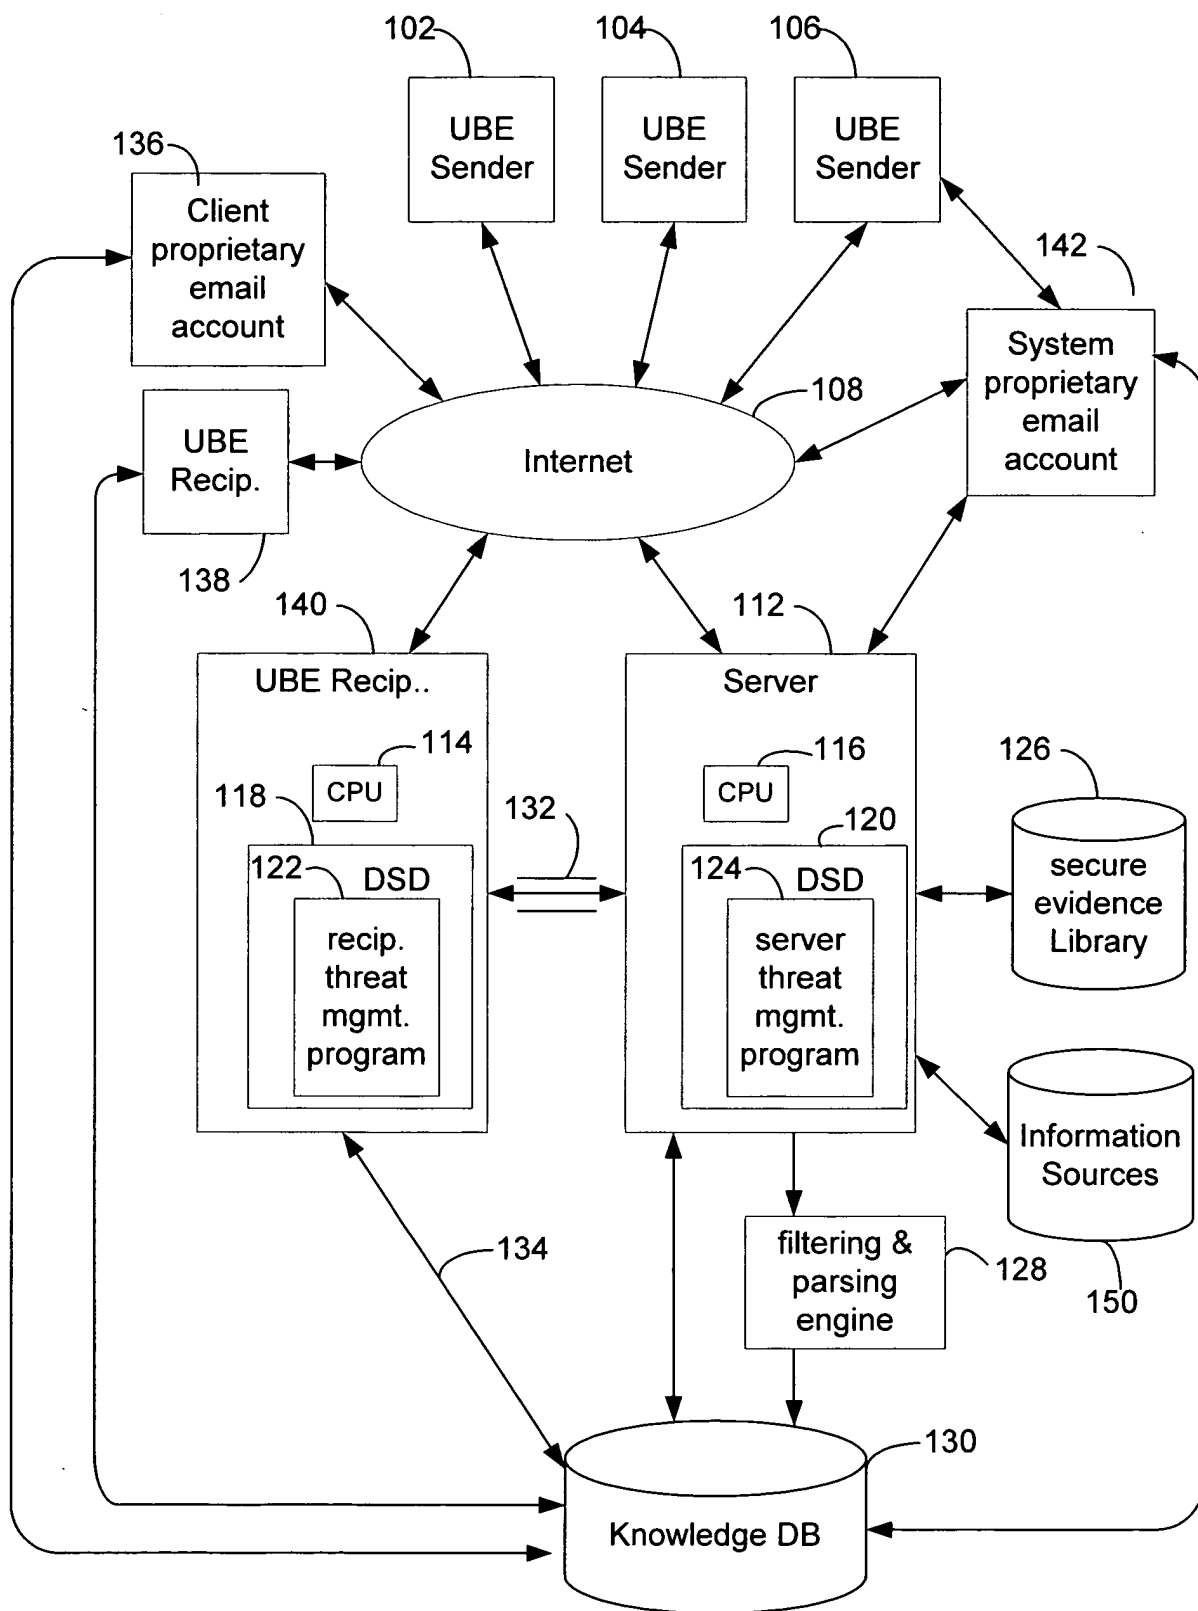 102
104
106
UBE
Sender
UBE
Sender
UBE
Sender
136
Client
proprietary
email
account
142
System
proprietary
email
account
108
Internet
UBE
Recip.
138
140
112
UBE Recip..
Server
114
CPU
116
CPU
118
132
120
126
122
DSD
124
DSD
recip.
threat
mgmt.
program
server
threat
mgmt.
program
secure
evidence
Library
Information
Sources
150
134
filtering &
parsing
engine
128
130
Knowledge DB